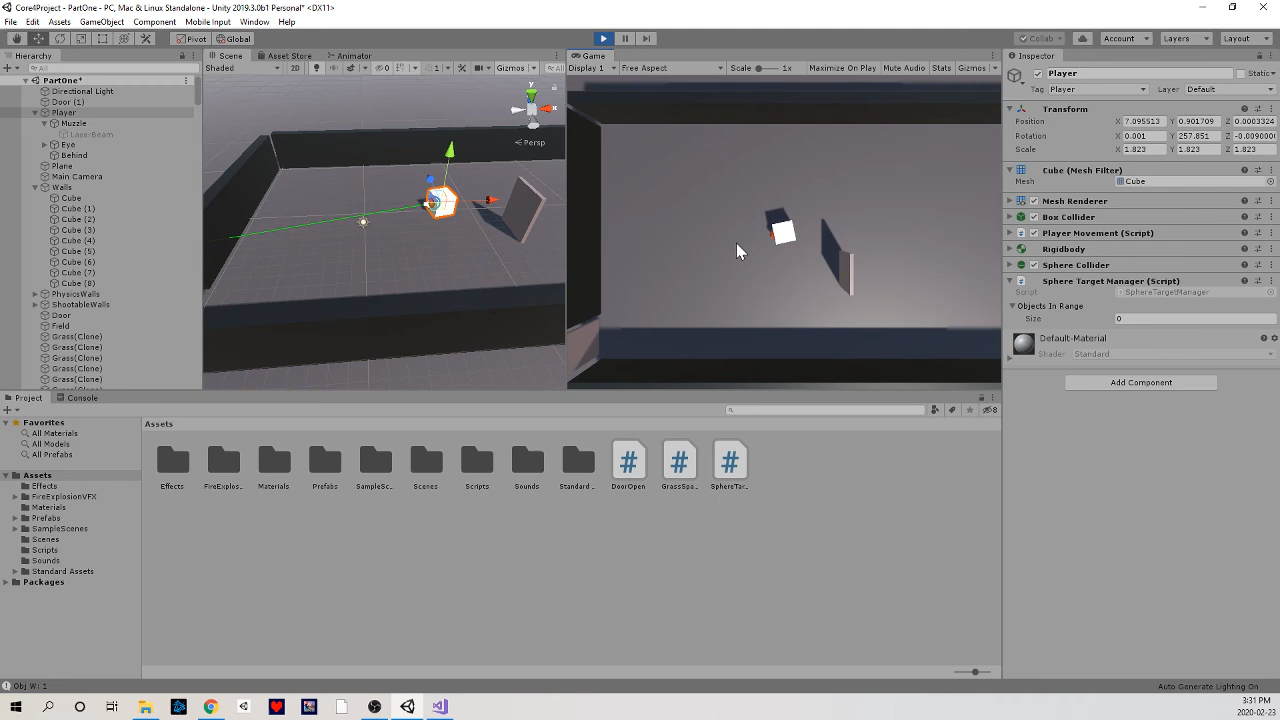 Core4Project - PartOne - PC, Mac & Linux Standalone - Unity 2019.3.0b1 Personal* <DX11>
File Edit Assets GameObject Component Mobile Input Window Help
Pivot Global Collab Account Layers Layout
Hierarchy
All
PartOne*
Directional Light
Door (1)
Player
Muzzle
LaserBeam
Eye
Behind
Plane
Main Camera
Walls
Cube
Cube (1)
Cube (2)
Cube (3)
Cube (4)
Cube (5)
Cube (6)
Cube (7)
Cube (8)
PhysicsWalls
ShootableWalls
Door
Field
Grass(Clone)
Grass(Clone)
Grass(Clone)
Grass(Clone)
Grass(Clone)
Scene Asset Store Animator
Shaded 2D 0 1 Gizmos All
y
x
Persp
Game
Display 1 Free Aspect Scale 1x Maximize On Play Mute Audio Stats Gizmos
Inspector
Player Static
Tag Player Layer Default
Transform
Position X 7.095513 Y 0.901709 Z 0.0003324
Rotation X 0.001 Y 257.851 Z -0.009000
Scale X 1.823 Y 1.823 Z 1.823
Cube (Mesh Filter)
Mesh Cube
Mesh Renderer
Box Collider
Player Movement (Script)
Rigidbody
Sphere Collider
Sphere Target Manager (Script)
Script SphereTargetManager
Objects In Range
Size 0
Default-Material
Shader Standard
Add Component
Project Console
8
Favorites
All Materials
All Models
All Prefabs
Assets
Effects
FireExplosionVFX
Materials
Prefabs
SampleScenes
Scenes
Scripts
Sounds
Standard Assets
Packages
Assets
Effects FireExplos... Materials Prefabs SampleSc... Scenes Scripts Sounds Standard ... DoorOpen GrassSpa... SphereTar...
Obj W: 1
Auto Generate Lighting On
3:31 PM
2020-02-23